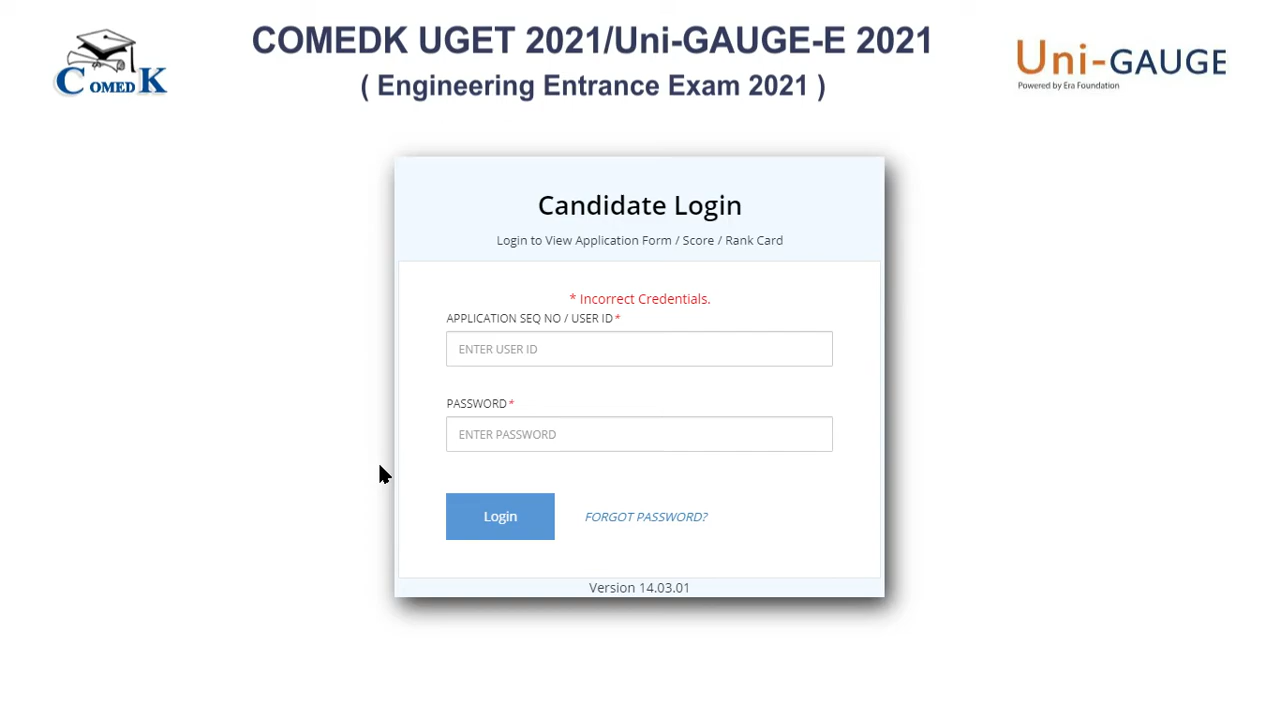 COMEDK UGET 2021/Uni-GAUGE-E 2021
( Engineering Entrance Exam 2021 )
COMEDK
Uni-GAUGE
Powered by Era Foundation
Candidate Login
Login to View Application Form / Score / Rank Card
* Incorrect Credentials.
APPLICATION SEQ NO / USER ID*
ENTER USER ID
PASSWORD*
ENTER PASSWORD
Login FORGOT PASSWORD?
Version 14.03.01